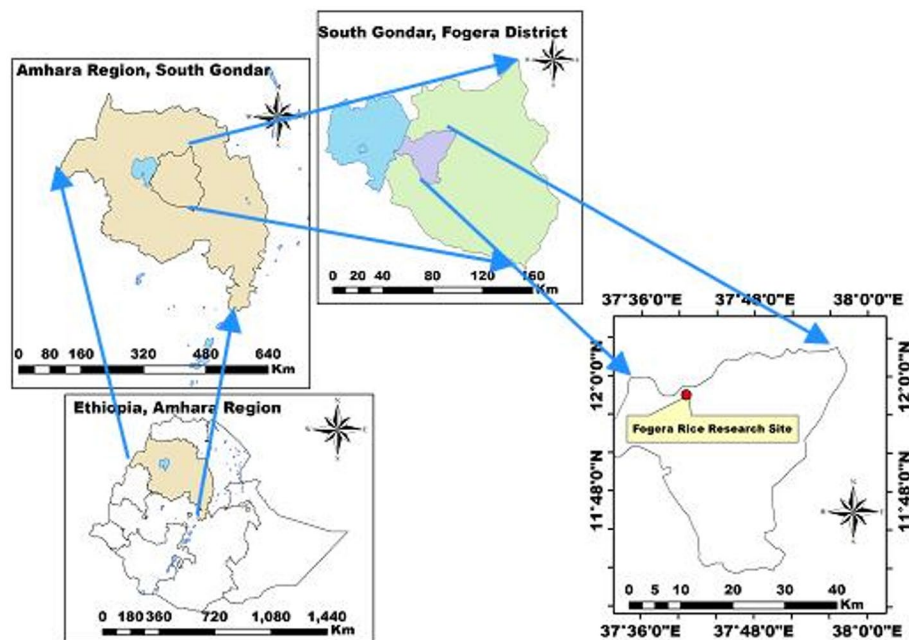 South Gondar, Fogera District
0 20 40 80 120 160
Km
Amhara Region, South Gondar
0 80 160 320 480 640
Km
Ethiopia, Amhara Region
0 180 360 720 1,080 1,440
Km
37°36'0"E 37°48'0"E 38°0'0"E
12°0'0"N 12°0'0"N
Fogera Rice Research Site
11°48'0"N 11°48'0"N
0 5 10 20 30 40
Km
37°36'0"E 37°48'0"E 38°0'0"E